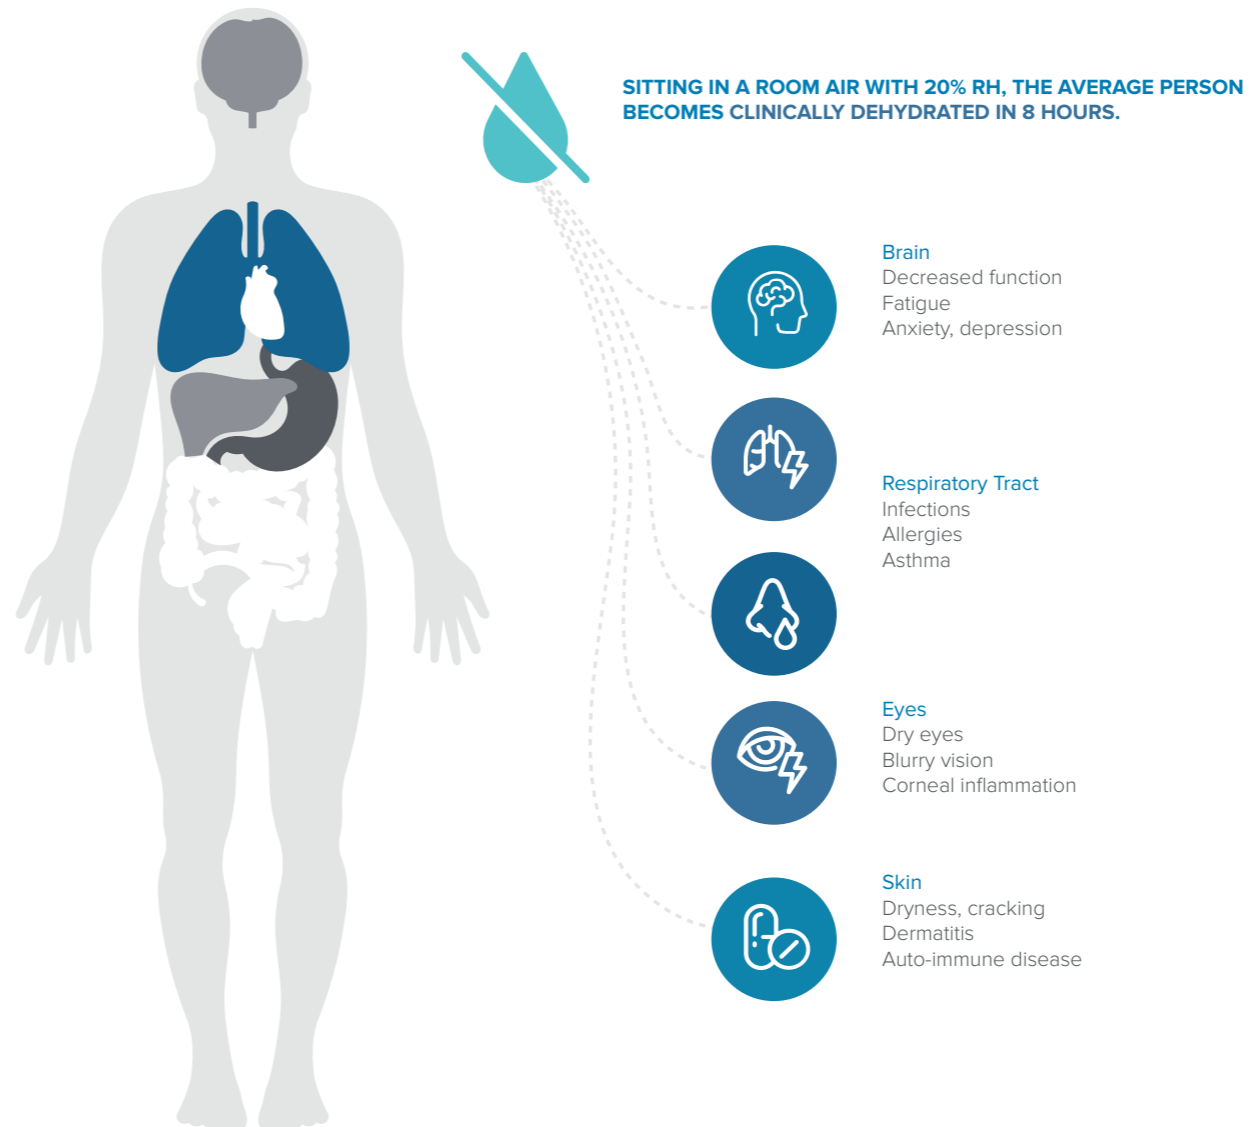 SITTING IN A ROOM AIR WITH 20% RH, THE AVERAGE PERSON
BECOMES CLINICALLY DEHYDRATED IN 8 HOURS.
Brain
Decreased function
Fatigue
Anxiety, depression
Respiratory Tract
Infections
Allergies
Asthma
Eyes
Dry eyes
Blurry vision
Corneal inflammation
Skin
Dryness, cracking
Dermatitis
Auto-immune disease